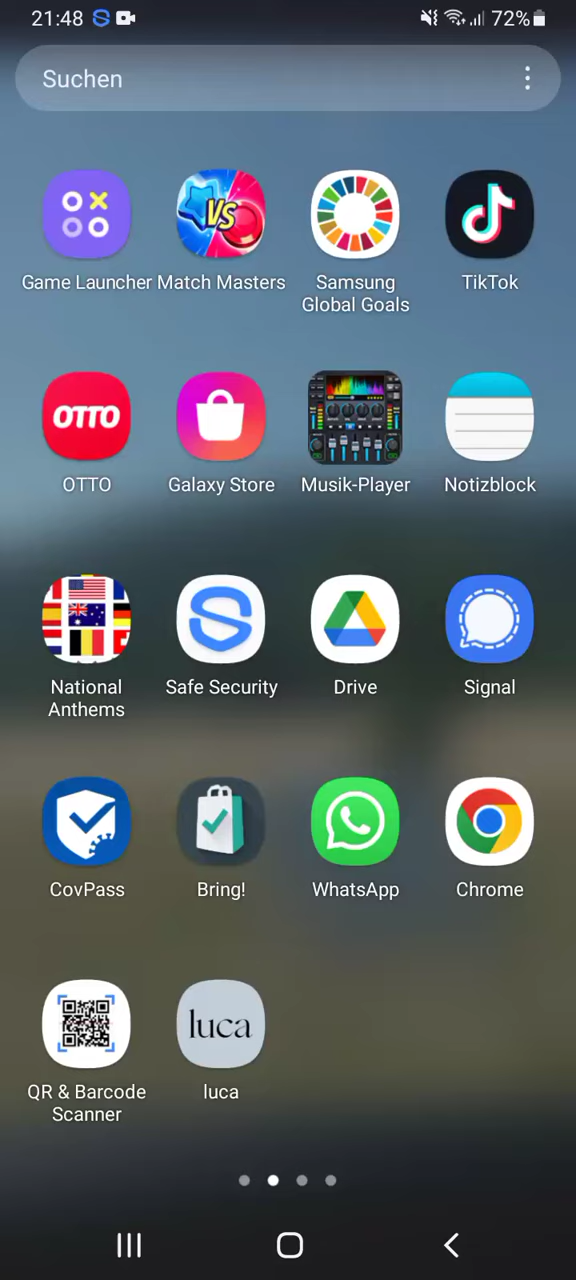 21:48 72%
Suchen
VS
Game Launcher Match Masters Samsung Global Goals TikTok
OTTO
OTTO Galaxy Store Musik-Player Notizblock
National Anthems Safe Security Drive Signal
CovPass Bring! WhatsApp Chrome
luca
QR & Barcode Scanner luca